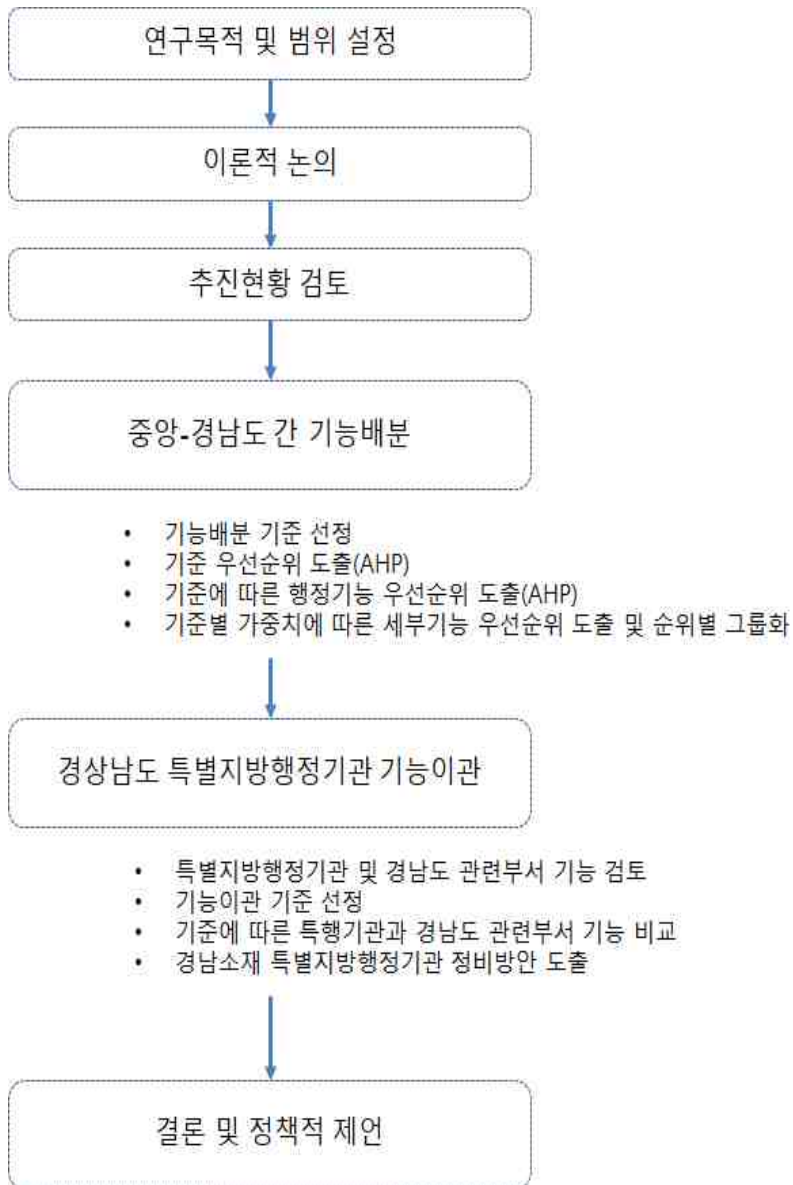 연구목적 및 범위 설정
이론적 논의
추진현황 검토
중앙-경남도 간 기능배분
• 기능배분 기준 선정
• 기준 우선순위 도출(AHP)
• 기준에 따른 행정기능 우선순위 도출(AHP)
• 기준별 가중치에 따른 세부기능 우선순위 도출 및 순위별 그룹화
경상남도 특별지방행정기관 기능이관
• 특별지방행정기관 및 경남도 관련부서 기능 검토
• 기능이관 기준 선정
• 기준에 따른 특행기관과 경남도 관련부서 기능 비교
• 경남소재 특별지방행정기관 정비방안 도출
결론 및 정책적 제언